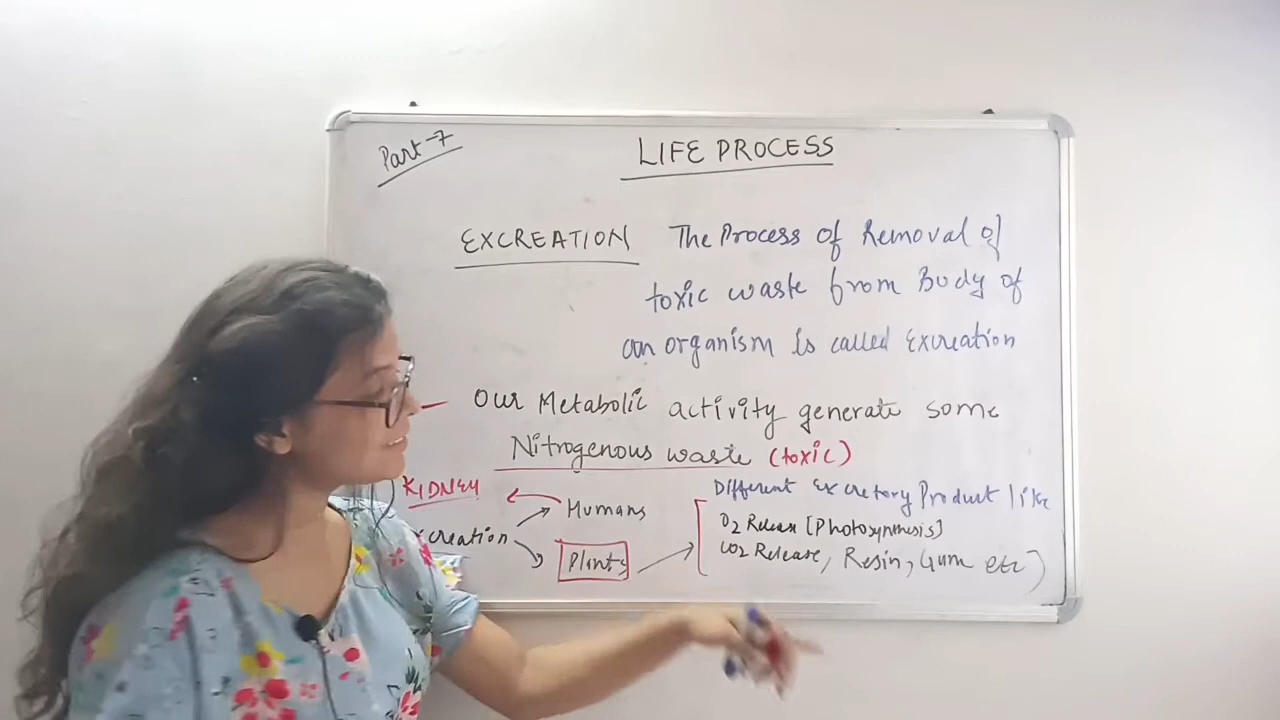 Part-7
LIFE PROCESS
EXCREATION The Process of Removal of
toxic waste from Body of
an organism is called Excreation
Our Metabolic activity generate some
Nitrogenous waste (toxic)
KIDNEY
Humans
creation
Plants
Different Excretory Product like
O2 Release [Photosynthesis]
CO2 Release, Resin, Gum etc)